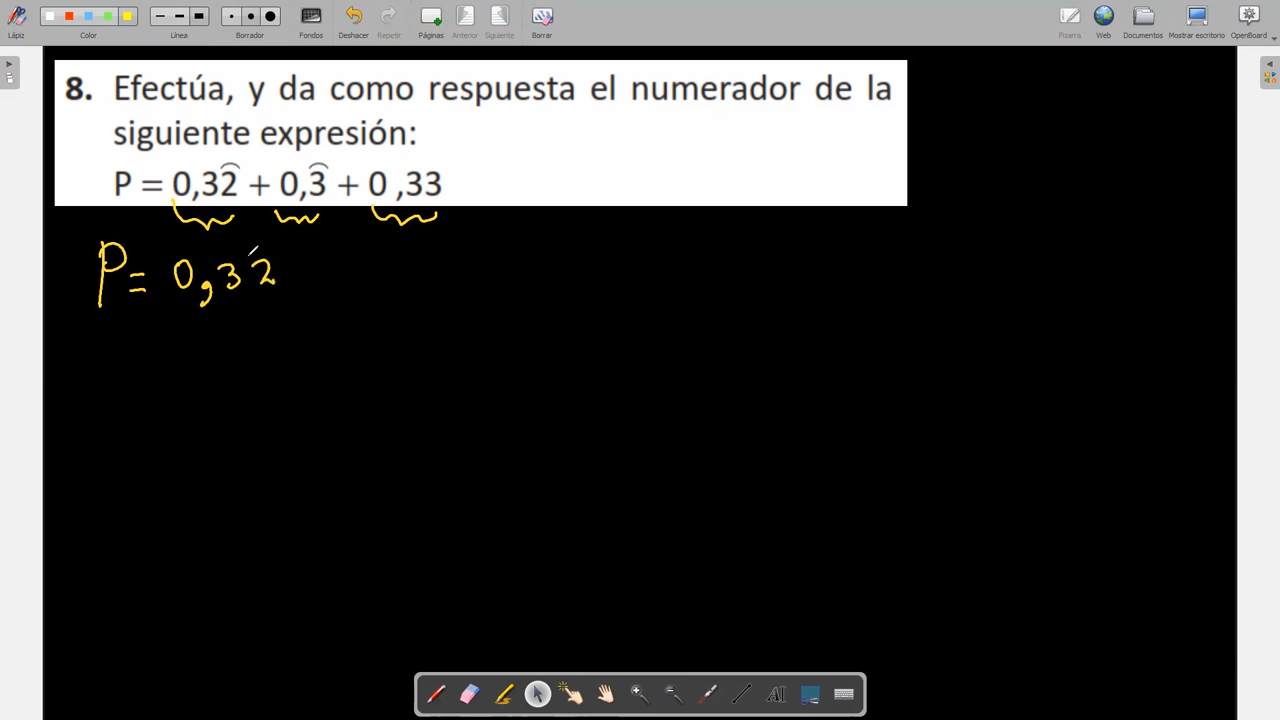 Lápiz Color Línea Borrador Fondos Deshacer Repetir Páginas Anterior Siguiente Borrar Pizarra Web Documentos Mostrar escritorio OpenBoard
8. Efectúa, y da como respuesta el numerador de la
siguiente expresión:
P = 0,32͡ + 0,3͡ + 0 ,33
P = 0,32
AI